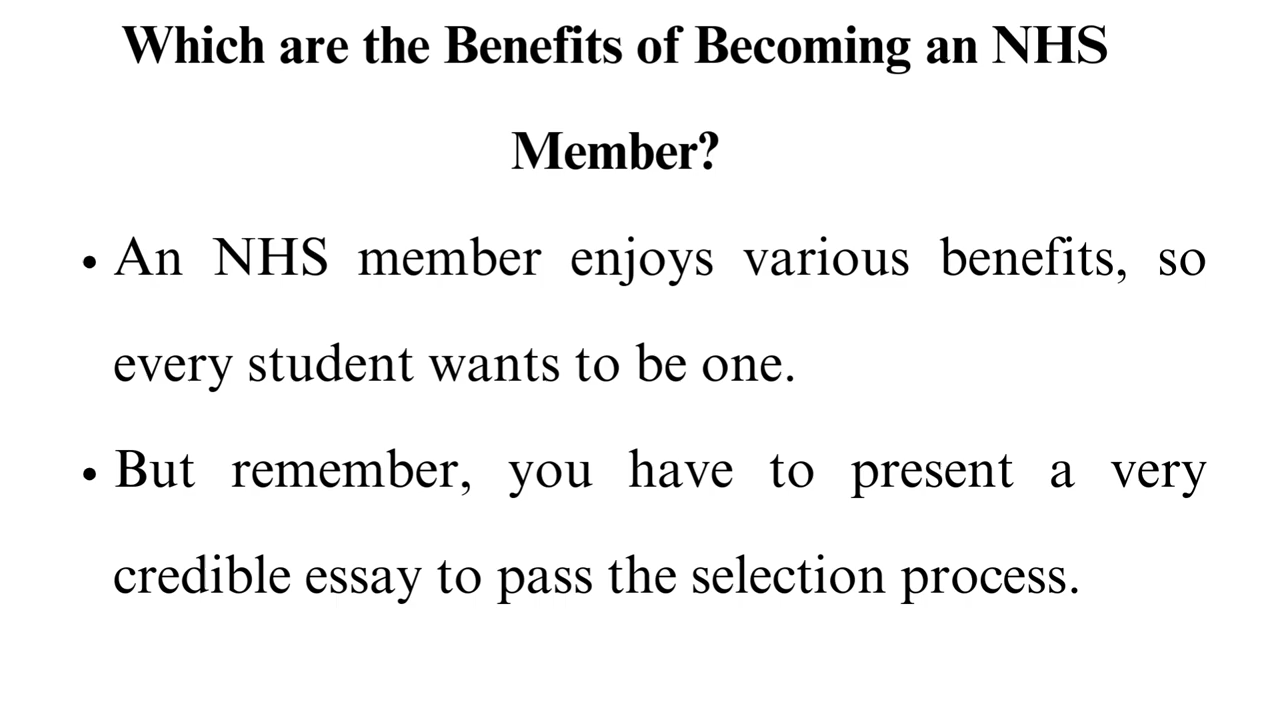 Which are the Benefits of Becoming an NHS
Member?
• An NHS member enjoys various benefits, so
every student wants to be one.
• But remember, you have to present a very
credible essay to pass the selection process.